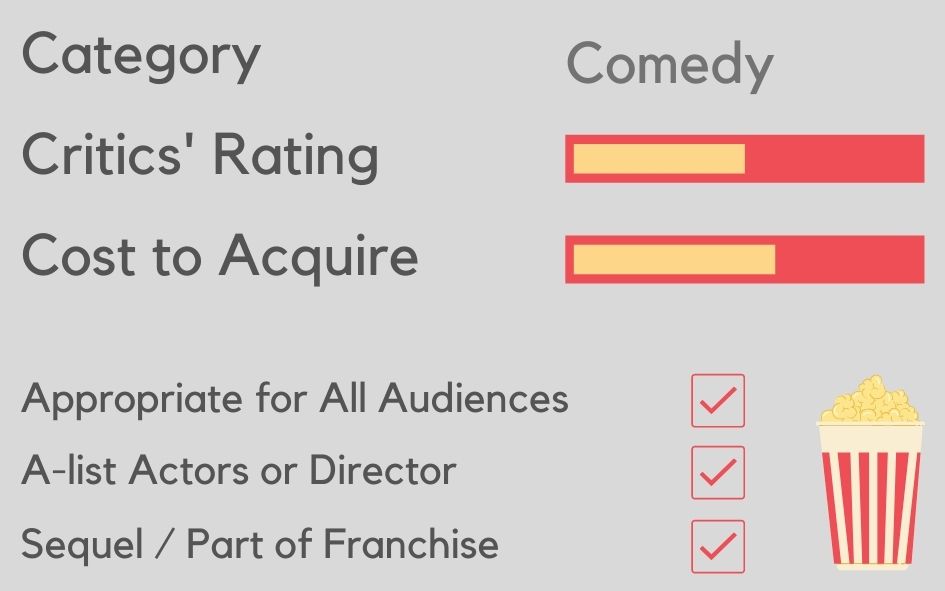 Category Comedy
Critics' Rating
Cost to Acquire
Appropriate for All Audiences
A-list Actors or Director
Sequel / Part of Franchise